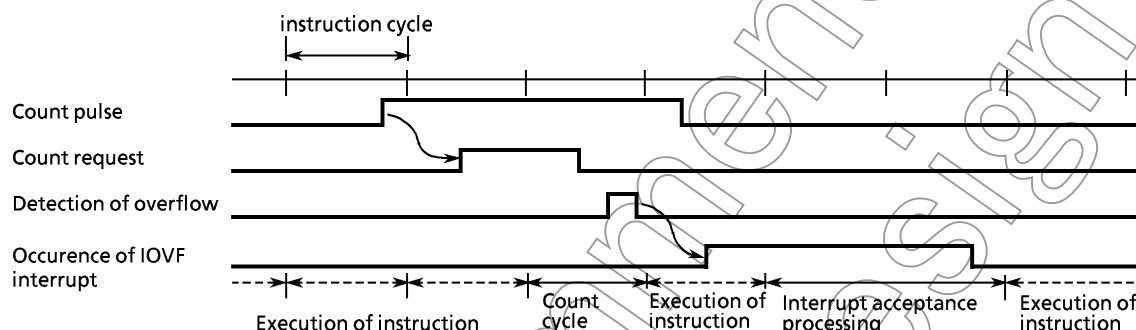 instruction cycle
Count pulse
Count request
Detection of overflow
Occurence of IOVF
interrupt
Execution of instruction
Count
cycle
Execution of
instruction
Interrupt acceptance
processing
Execution of
instruction